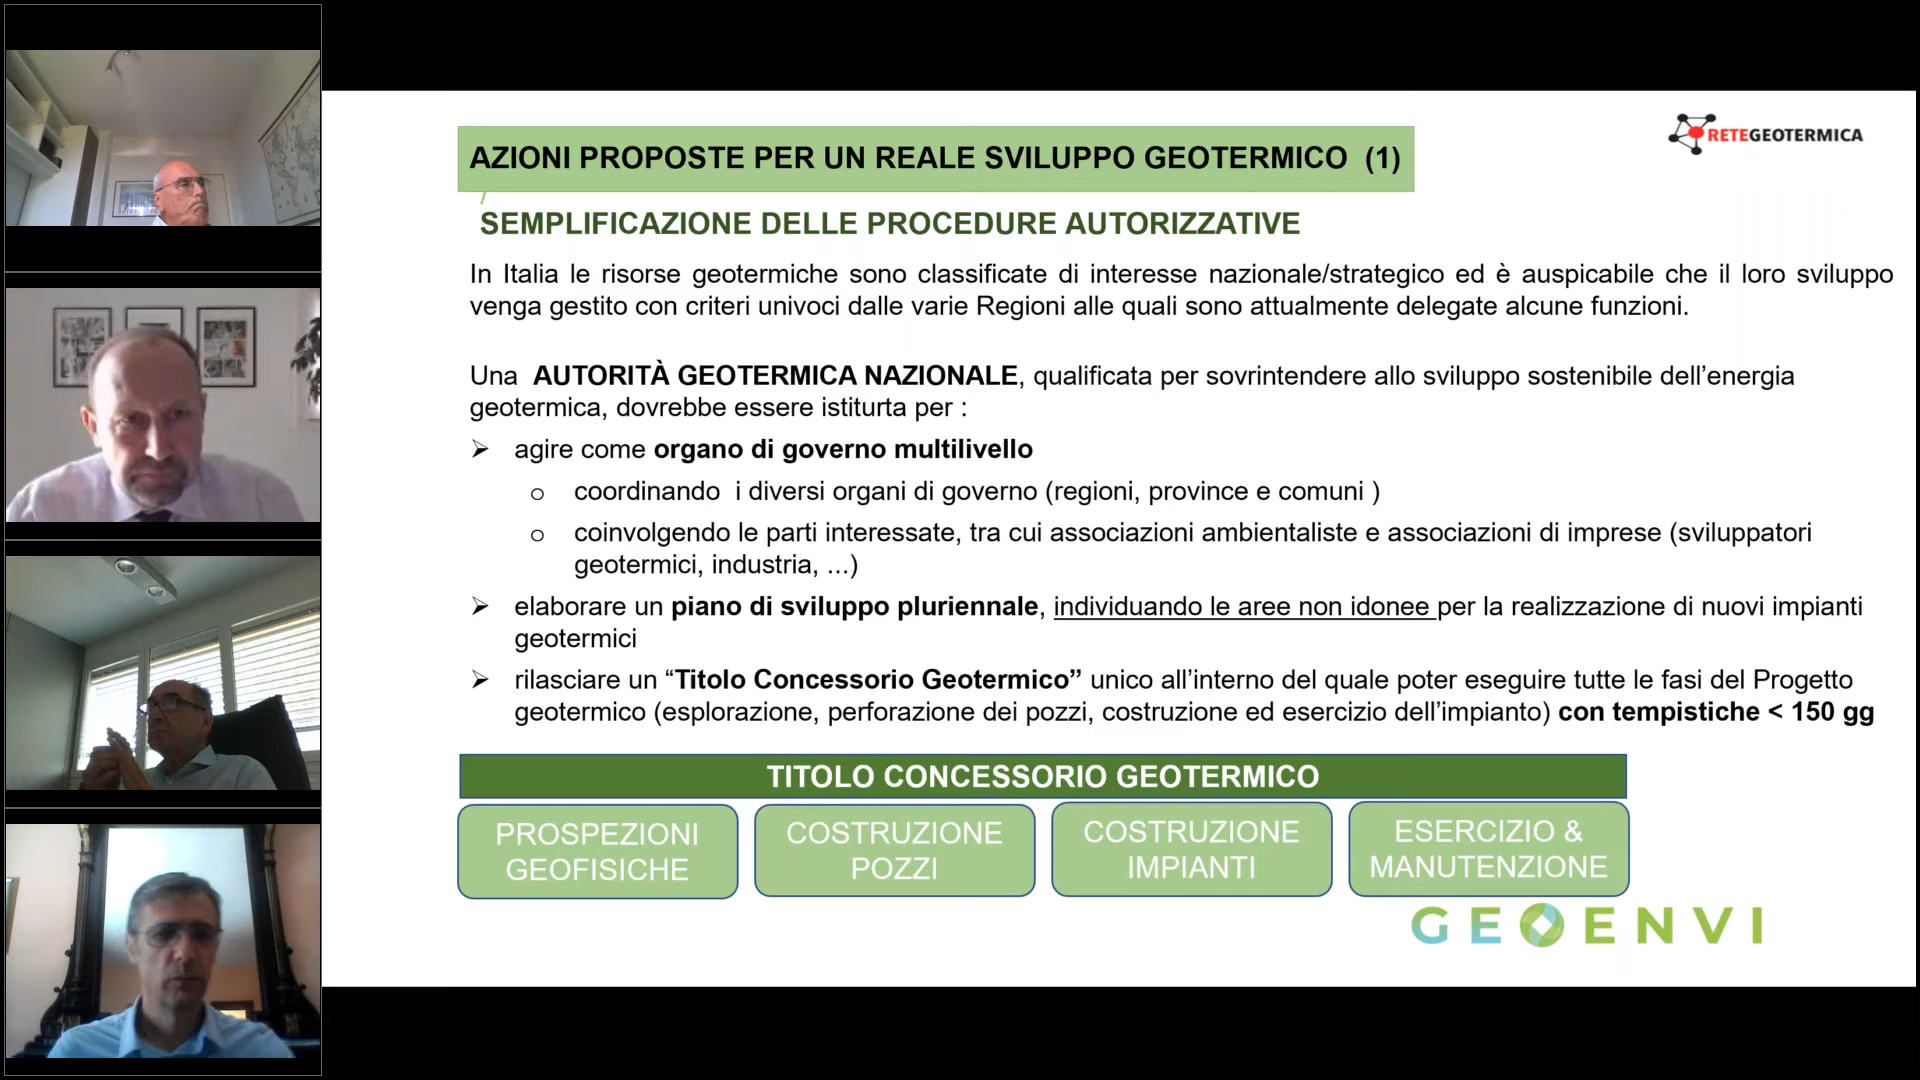 AZIONI PROPOSTE PER UN REALE SVILUPPO GEOTERMICO (1)
RETEGEOTERMICA
SEMPLIFICAZIONE DELLE PROCEDURE AUTORIZZATIVE
In Italia le risorse geotermiche sono classificate di interesse nazionale/strategico ed è auspicabile che il loro sviluppo
venga gestito con criteri univoci dalle varie Regioni alle quali sono attualmente delegate alcune funzioni.
Una AUTORITÀ GEOTERMICA NAZIONALE, qualificata per sovrintendere allo sviluppo sostenibile dell’energia
geotermica, dovrebbe essere istiturta per :
➢ agire come organo di governo multilivello
o coordinando i diversi organi di governo (regioni, province e comuni )
o coinvolgendo le parti interessate, tra cui associazioni ambientaliste e associazioni di imprese (sviluppatori
geotermici, industria, ...)
➢ elaborare un piano di sviluppo pluriennale, individuando le aree non idonee per la realizzazione di nuovi impianti
geotermici
➢ rilasciare un “Titolo Concessorio Geotermico” unico all’interno del quale poter eseguire tutte le fasi del Progetto
geotermico (esplorazione, perforazione dei pozzi, costruzione ed esercizio dell’impianto) con tempistiche < 150 gg
TITOLO CONCESSORIO GEOTERMICO
PROSPEZIONI
GEOFISICHE
COSTRUZIONE
POZZI
COSTRUZIONE
IMPIANTI
ESERCIZIO &
MANUTENZIONE
GEOENVI